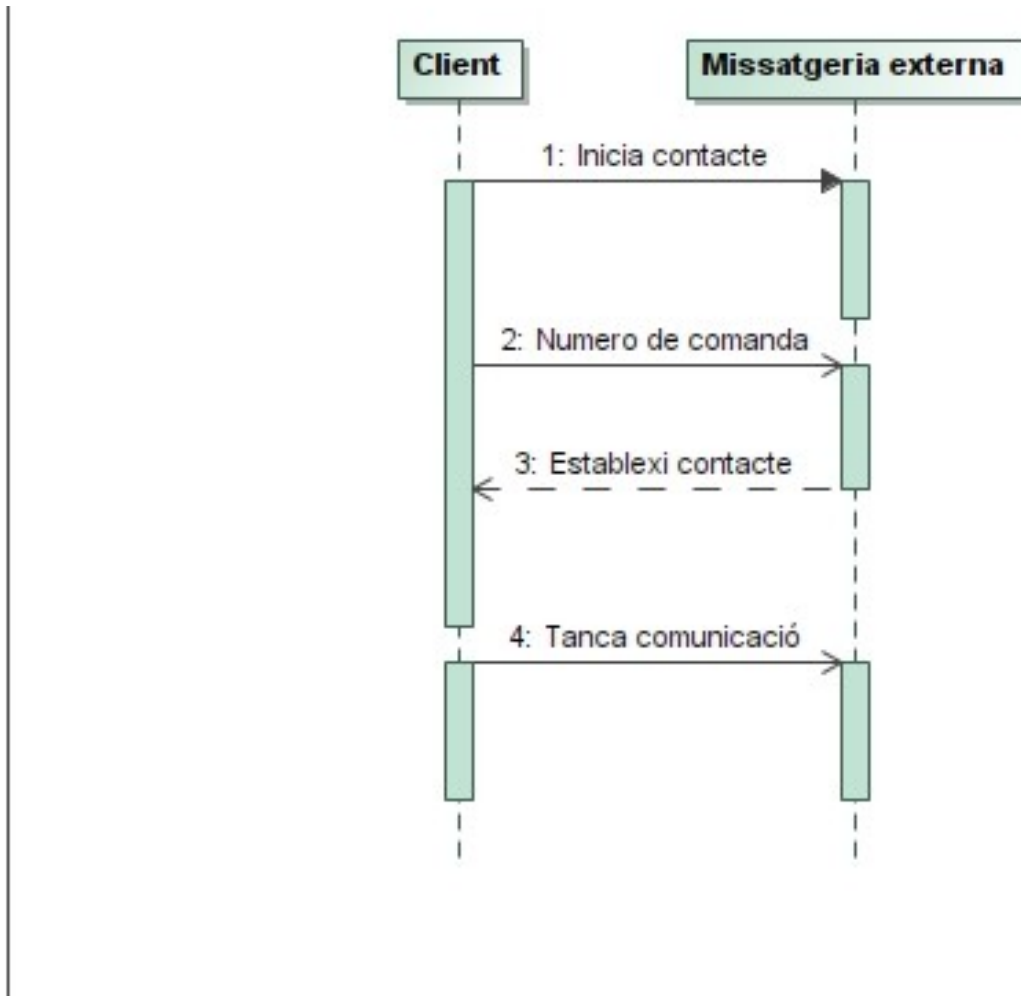 Client
Missatgeria externa
1: Inicia contacte
2: Numero de comanda
3: Establexi contacte
4: Tanca comunicació